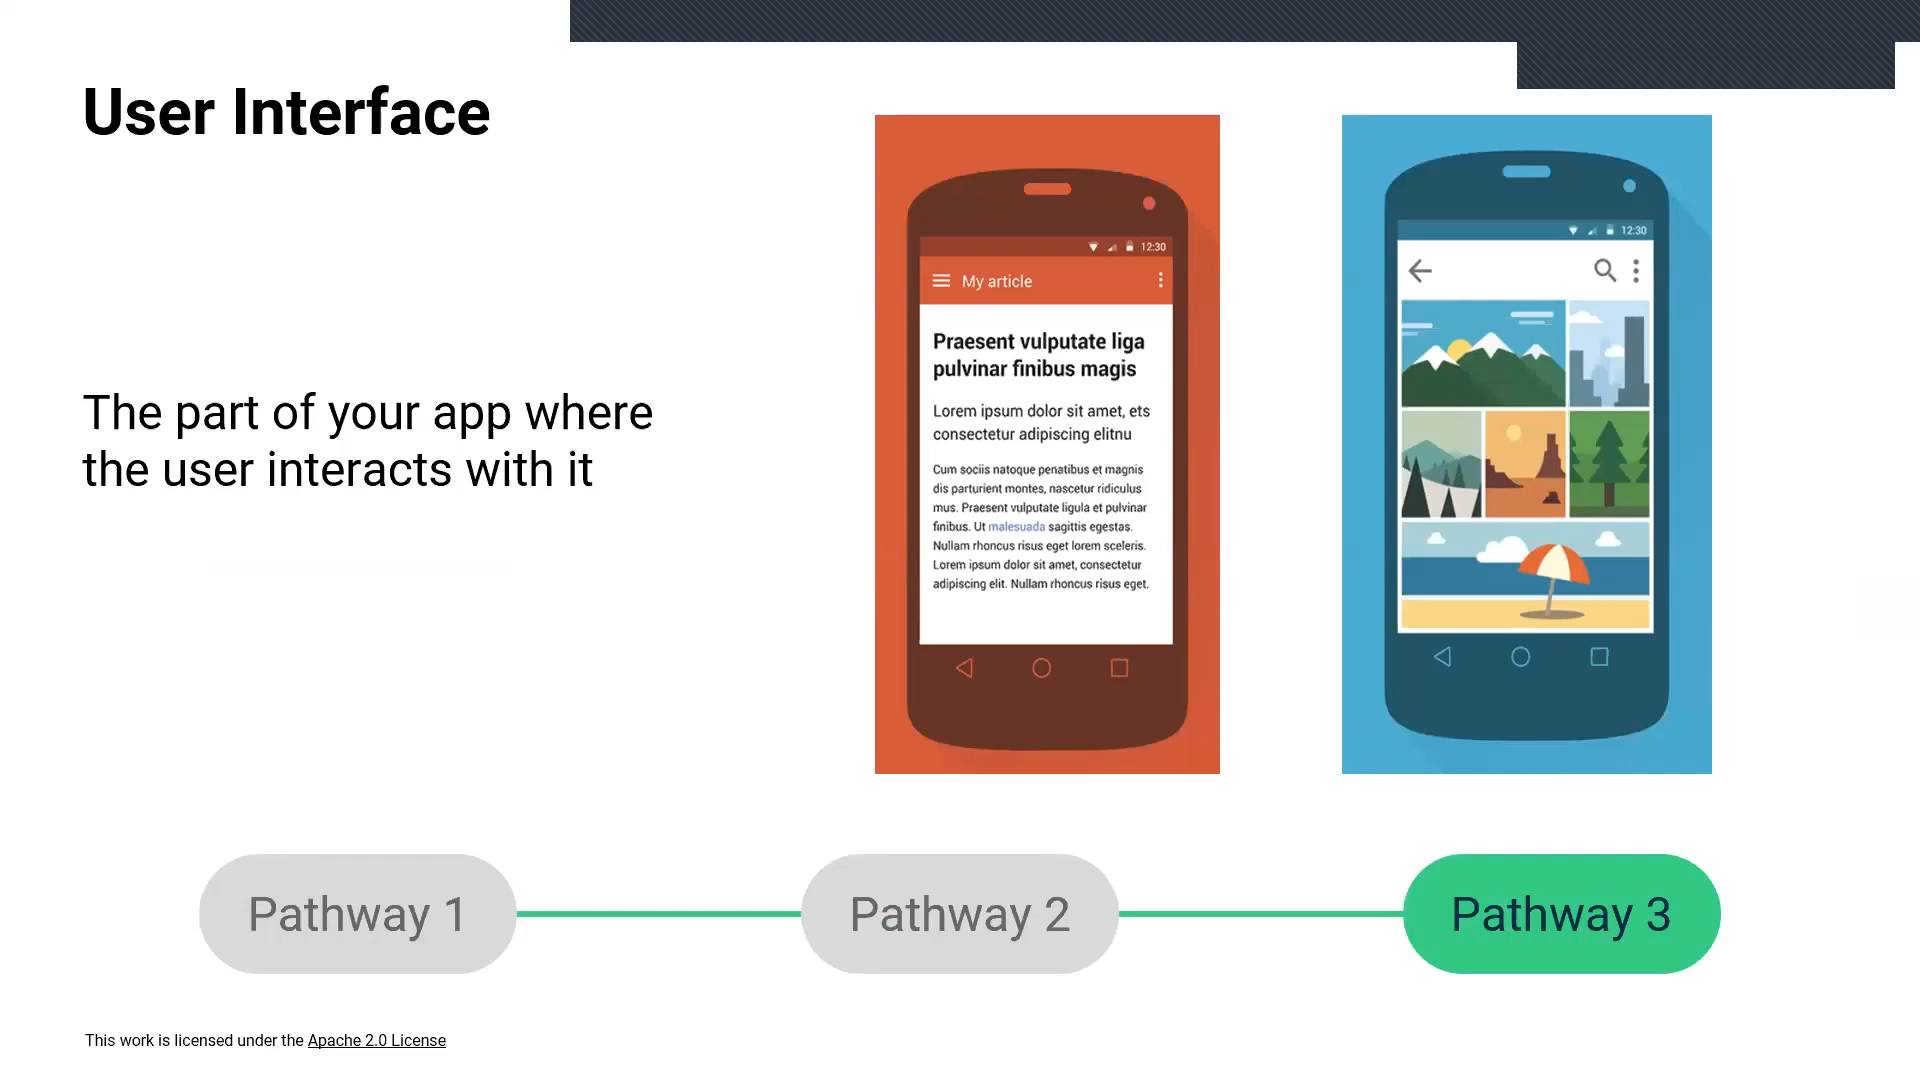 User Interface
The part of your app where
the user interacts with it
12:30
My article
Praesent vulputate liga
pulvinar finibus magis
Lorem ipsum dolor sit amet, ets
consectetur adipiscing elitnu
Cum sociis natoque penatibus et magnis
dis parturient montes, nascetur ridiculus
mus. Praesent vulputate ligula et pulvinar
finibus. Ut malesuada sagittis egestas.
Nullam rhoncus risus eget lorem sceleris.
Lorem ipsum dolor sit amet, consectetur
adipiscing elit. Nullam rhoncus risus eget.
12:30
Pathway 1
Pathway 2
Pathway 3
This work is licensed under the Apache 2.0 License